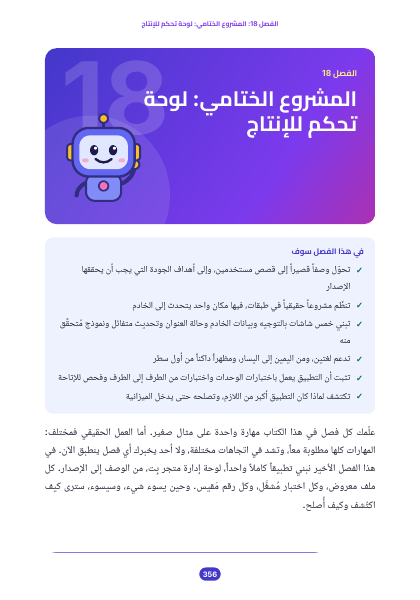 الفصل 18: المشروع الختامي: لوحة تحكم للإنتاج
18
الفصل 18
المشروع الختامي: لوحة
تحكم للإنتاج
في هذا الفصل سوف
✓ تحوّل وصفاً قصيراً إلى قصص مستخدمين، وإلى أهداف الجودة التي يجب أن يحققها
الإصدار
✓ تنظّم مشروعاً حقيقياً في طبقات، فيها مكان واحد يتحدث إلى الخادم
✓ تبني خمس شاشات بالتوجيه وبيانات الخادم وحالة العنوان وتحديث متفائل ونموذج مُتحقَّق
منه
✓ تدعم لغتين، ومن اليمين إلى اليسار، ومظهراً داكناً من أول سطر
✓ تثبت أن التطبيق يعمل باختبارات الوحدات واختبارات من الطرف إلى الطرف وفحص للإتاحة
✓ تكتشف لماذا كان التطبيق أكبر من اللازم، وتصلحه حتى يدخل الميزانية
علّمك كل فصل في هذا الكتاب مهارة واحدة على مثال صغير. أما العمل الحقيقي فمختلف:
المهارات كلها مطلوبة معاً، وتشد في اتجاهات مختلفة، ولا أحد يخبرك أي فصل ينطبق الآن. في
هذا الفصل الأخير نبني تطبيقاً كاملاً واحداً، لوحة إدارة متجر بِت، من الوصف إلى الإصدار. كل
ملف معروض، وكل اختبار مُشغَّل، وكل رقم مَقيس. وحين يسوء شيء، وسيسوء، سترى كيف
اكتُشف وكيف أُصلح.
356